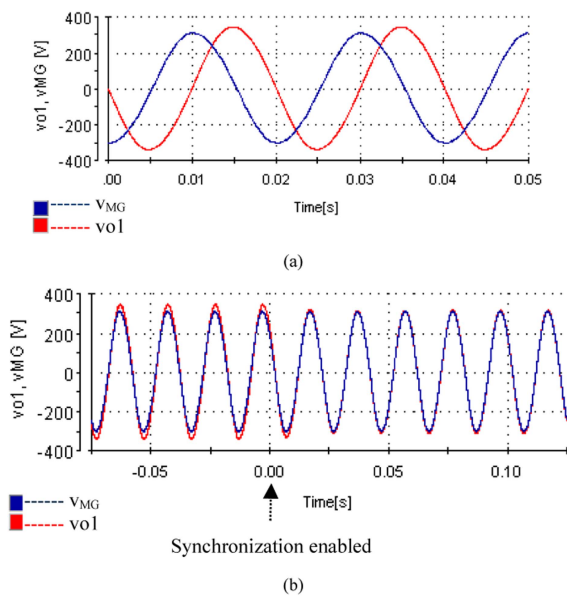 400
200
0
-200
-400
vo1, vMG [V]
.00 0.01 0.02 0.03 0.04 0.05
Time[s]
------- vMG
------- vo1
(a)
400
200
0
-200
-400
vo1, vMG [V]
-0.05 0.00 0.05 0.10
Time[s]
------- vMG
------- vo1
Synchronization enabled
(b)